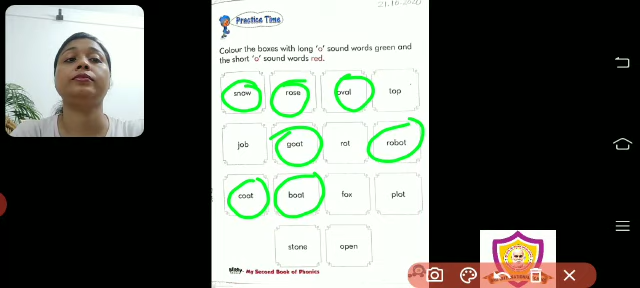 21-10-2020
Practice Time
Colour the boxes with long 'o' sound words green and
the short 'o' sound words red.
snow rose oval top
job goat rot robot
coat boat fox plot
stone open
My Second Book of Phonics